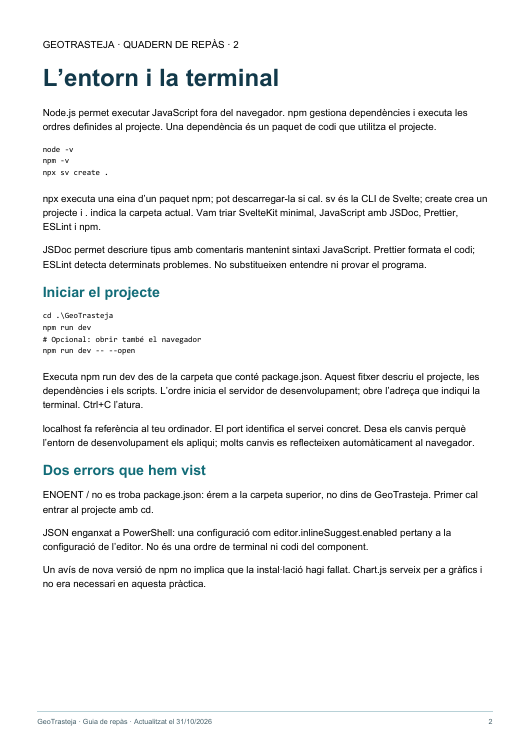 GEOTRASTEJA · QUADERN DE REPÀS · 2
L’entorn i la terminal
Node.js permet executar JavaScript fora del navegador. npm gestiona dependències i executa les
ordres definides al projecte. Una dependència és un paquet de codi que utilitza el projecte.
node -v
npm -v
npx sv create .
npx executa una eina d’un paquet npm; pot descarregar-la si cal. sv és la CLI de Svelte; create crea un
projecte i . indica la carpeta actual. Vam triar SvelteKit minimal, JavaScript amb JSDoc, Prettier,
ESLint i npm.
JSDoc permet descriure tipus amb comentaris mantenint sintaxi JavaScript. Prettier formata el codi;
ESLint detecta determinats problemes. No substitueixen entendre ni provar el programa.
Iniciar el projecte
cd .\GeoTrasteja
npm run dev
# Opcional: obrir també el navegador
npm run dev -- --open
Executa npm run dev des de la carpeta que conté package.json. Aquest fitxer descriu el projecte, les
dependències i els scripts. L’ordre inicia el servidor de desenvolupament; obre l’adreça que indiqui la
terminal. Ctrl+C l’atura.
localhost fa referència al teu ordinador. El port identifica el servei concret. Desa els canvis perquè
l’entorn de desenvolupament els apliqui; molts canvis es reflecteixen automàticament al navegador.
Dos errors que hem vist
ENOENT / no es troba package.json: érem a la carpeta superior, no dins de GeoTrasteja. Primer cal
entrar al projecte amb cd.
JSON enganxat a PowerShell: una configuració com editor.inlineSuggest.enabled pertany a la
configuració de l’editor. No és una ordre de terminal ni codi del component.
Un avís de nova versió de npm no implica que la instal·lació hagi fallat. Chart.js serveix per a gràfics i
no era necessari en aquesta pràctica.
GeoTrasteja · Guia de repàs · Actualitzat el 31/10/2026
2